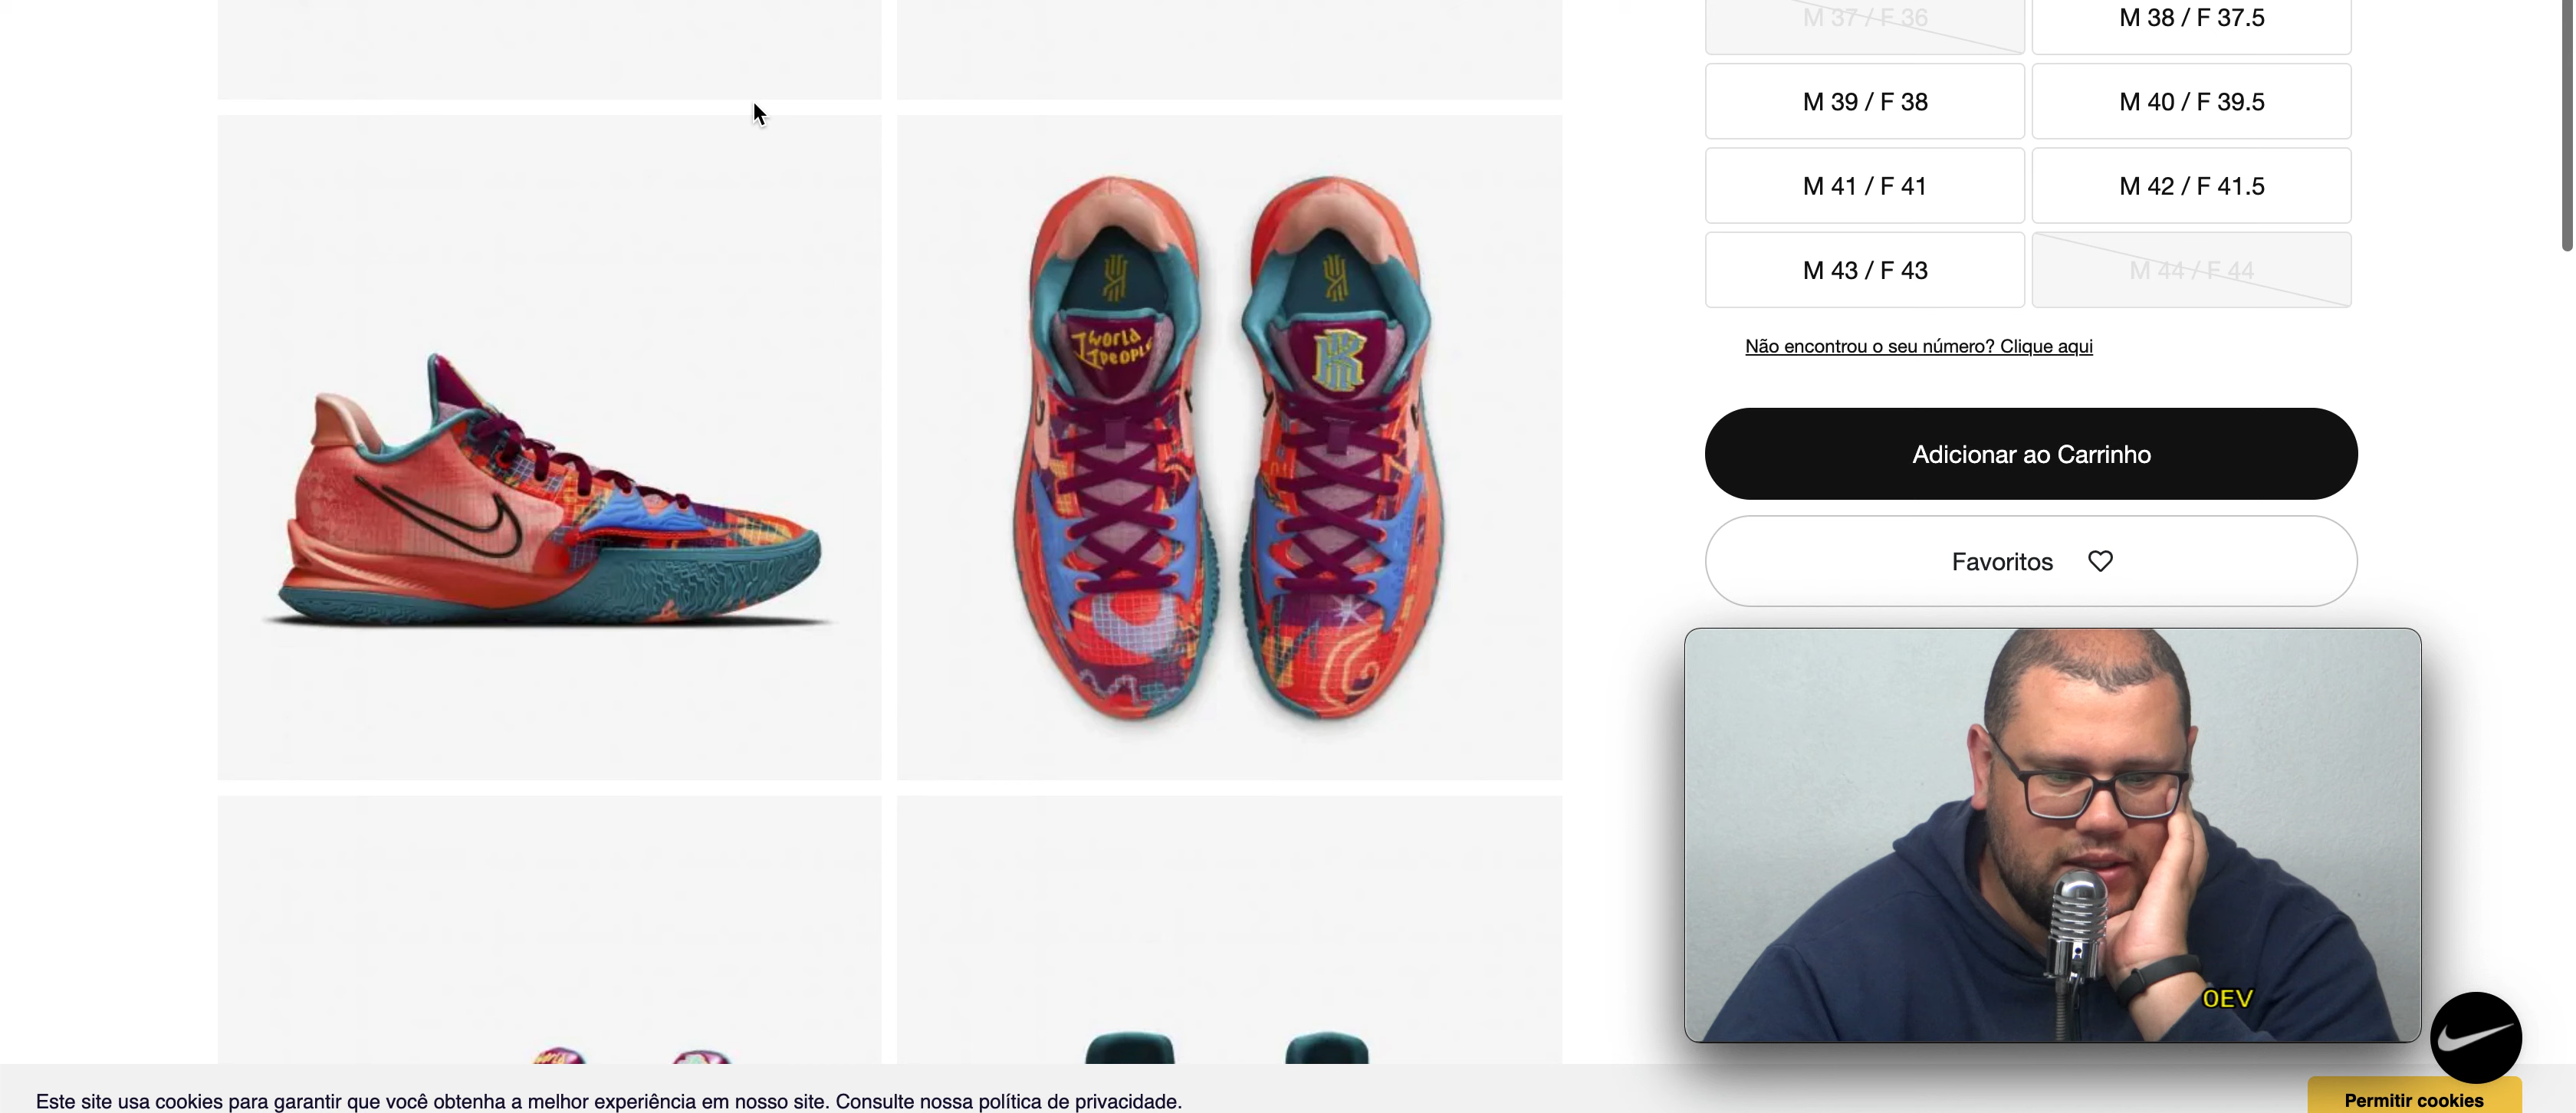 M 37 / F 36
M 38 / F 37.5
M 39 / F 38
M 40 / F 39.5
M 41 / F 41
M 42 / F 41.5
M 43 / F 43
M 44 / F 44
Não encontrou o seu número? Clique aqui
Adicionar ao Carrinho
Favoritos
1world
1people
OEV
Este site usa cookies para garantir que você obtenha a melhor experiência em nosso site. Consulte nossa política de privacidade.
Permitir cookies